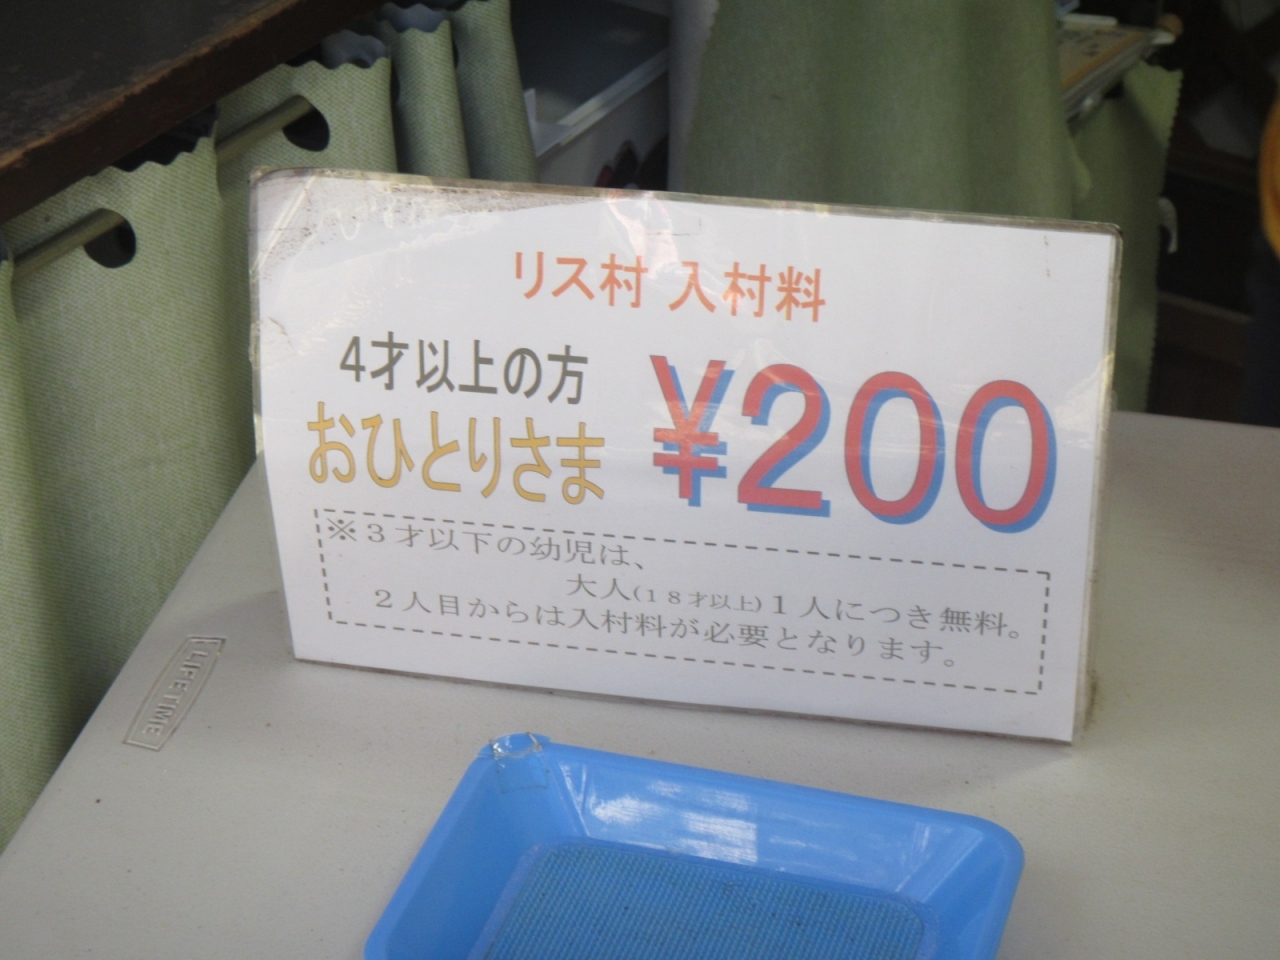 リス村 入村料
4才以上の方
おひとりさま
¥200
※3才以下の幼児は、
大人(18才以上)1人につき無料。
2人目からは入村料が必要となります。
LIFETIME